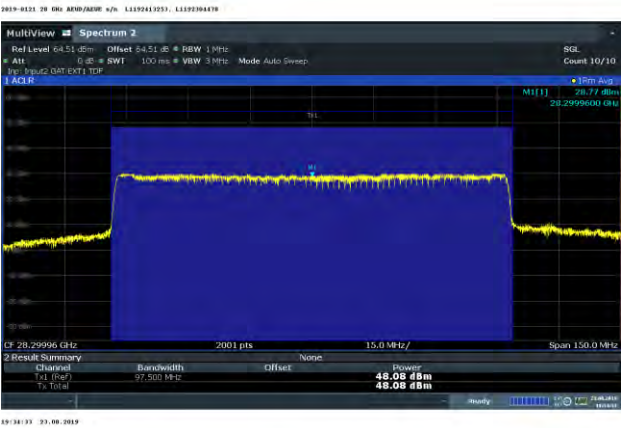 2019-0121 28 GHz AEUD/AEUE s/n L1192413253, L1192304478
MultiView Spectrum 2
Ref Level 64.51 dBm Offset 64.51 dB RBW 1 MHz SGL
Att 0 dB SWT 100 ms VBW 3 MHz Mode Auto Sweep Count 10/10
Inp: Input2 GAT:EXT1 TDF
1 ACLR 1Rm Avg
M1[1] 28.77 dBm
28.2999600 GHz
Tx1
M1
CF 28.29996 GHz 2001 pts 15.0 MHz/ Span 150.0 MHz
2 Result Summary None
Channel Bandwidth Offset Power
Tx1 (Ref) 97.500 MHz 48.08 dBm
Tx Total 48.08 dBm
Ready
19:34:33 23.08.2019